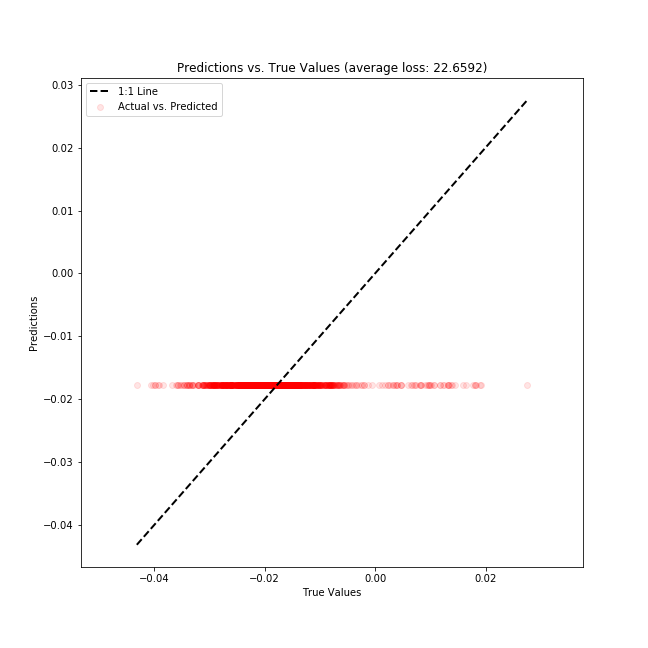 Predictions vs. True Values (average loss: 22.6592)
1:1 Line
Actual vs. Predicted
0.03
0.02
0.01
0.00
−0.01
−0.02
−0.03
−0.04
Predictions
−0.04
−0.02
0.00
0.02
True Values